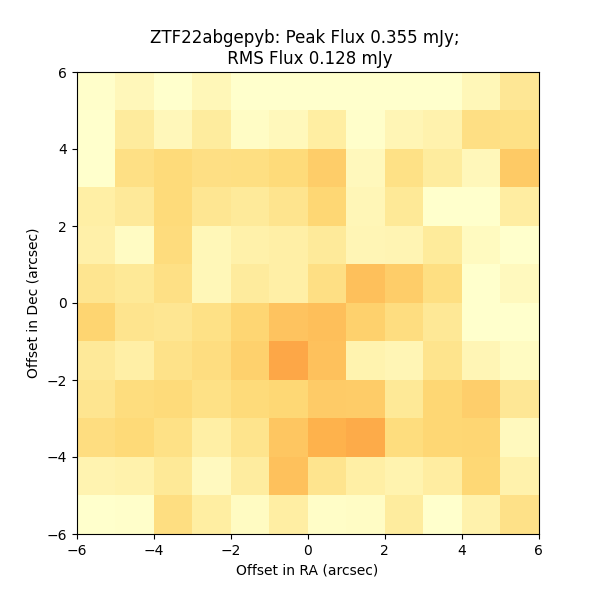 ZTF22abgepyb: Peak Flux 0.355 mJy;
RMS Flux 0.128 mJy
6
4
2
0
−2
−4
−6
Offset in Dec (arcsec)
−6 −4 −2 0 2 4 6
Offset in RA (arcsec)